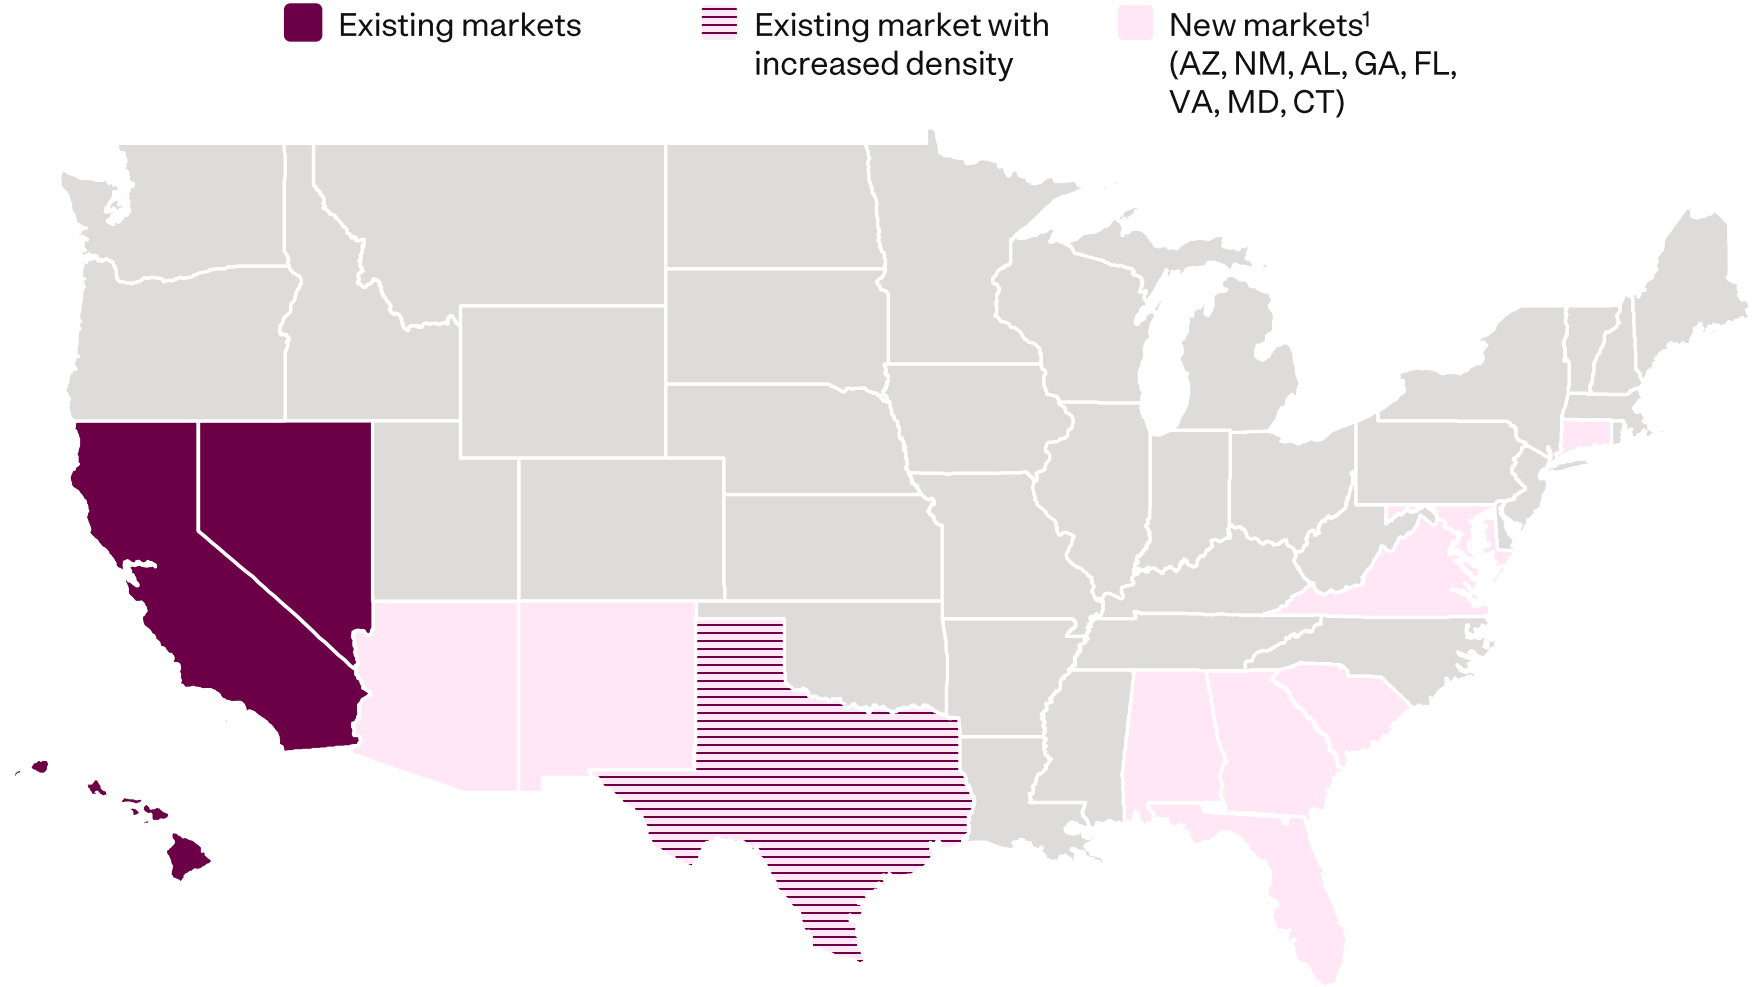 Existing markets
Existing market with
increased density
New markets¹
(AZ, NM, AL, GA, FL,
VA, MD, CT)